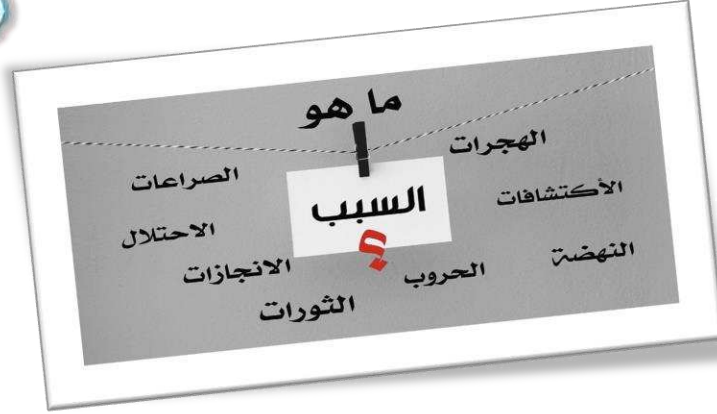 ما هو
الهجرات
الصراعات
السبب
الأكتشافات
الاحتلال
؟
النهضة
الحروب
الانجازات
الثورات